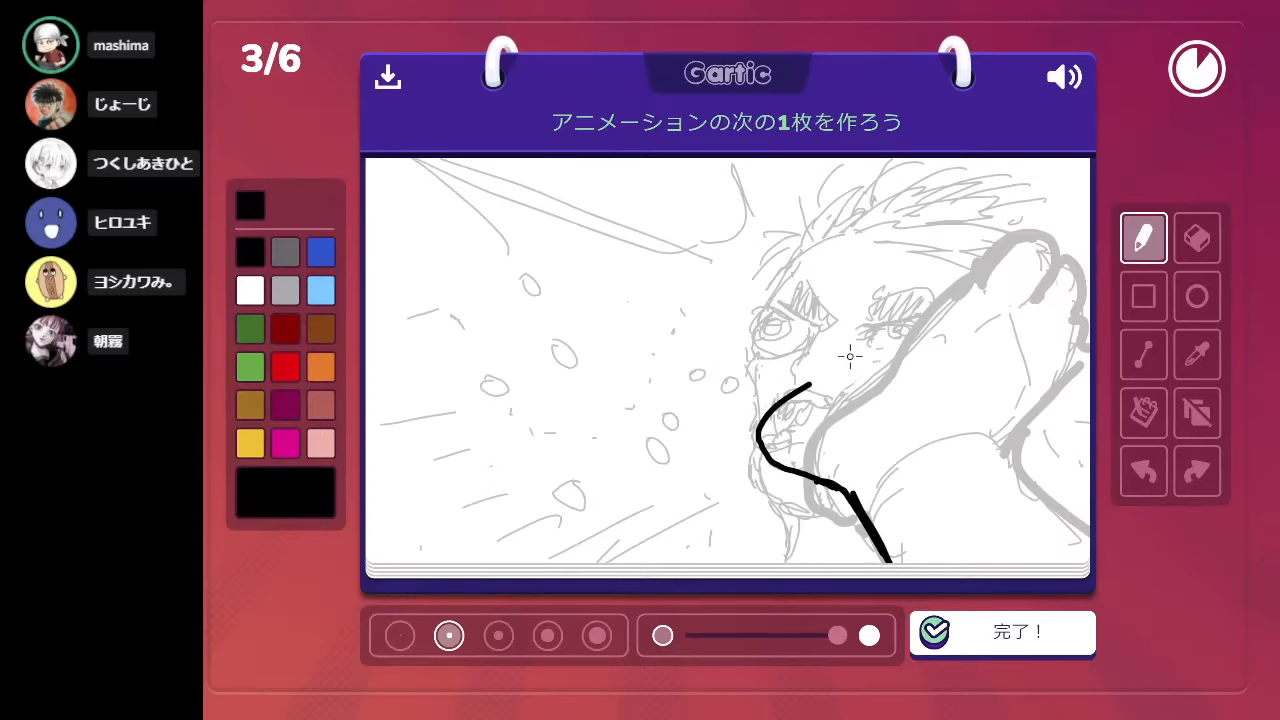 mashima
じょーじ
つくしあきひと
ヒロユキ
ヨシカワみ。
朝霧
3/6
Gartic
アニメーションの次の1枚を作ろう
完了！